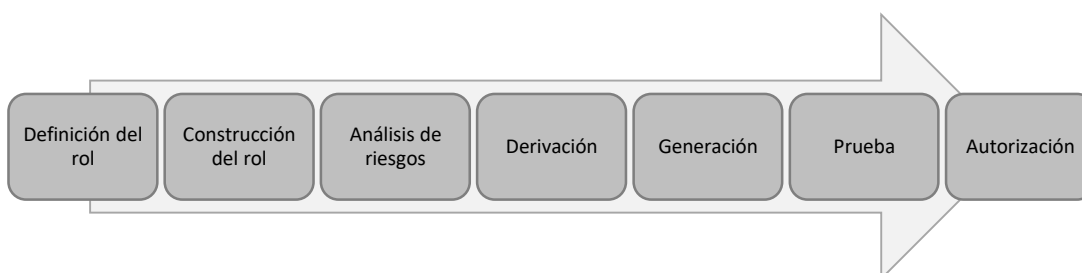 Definición del
rol
Construcción
del rol
Análisis de
riesgos
Derivación
Generación
Prueba
Autorización